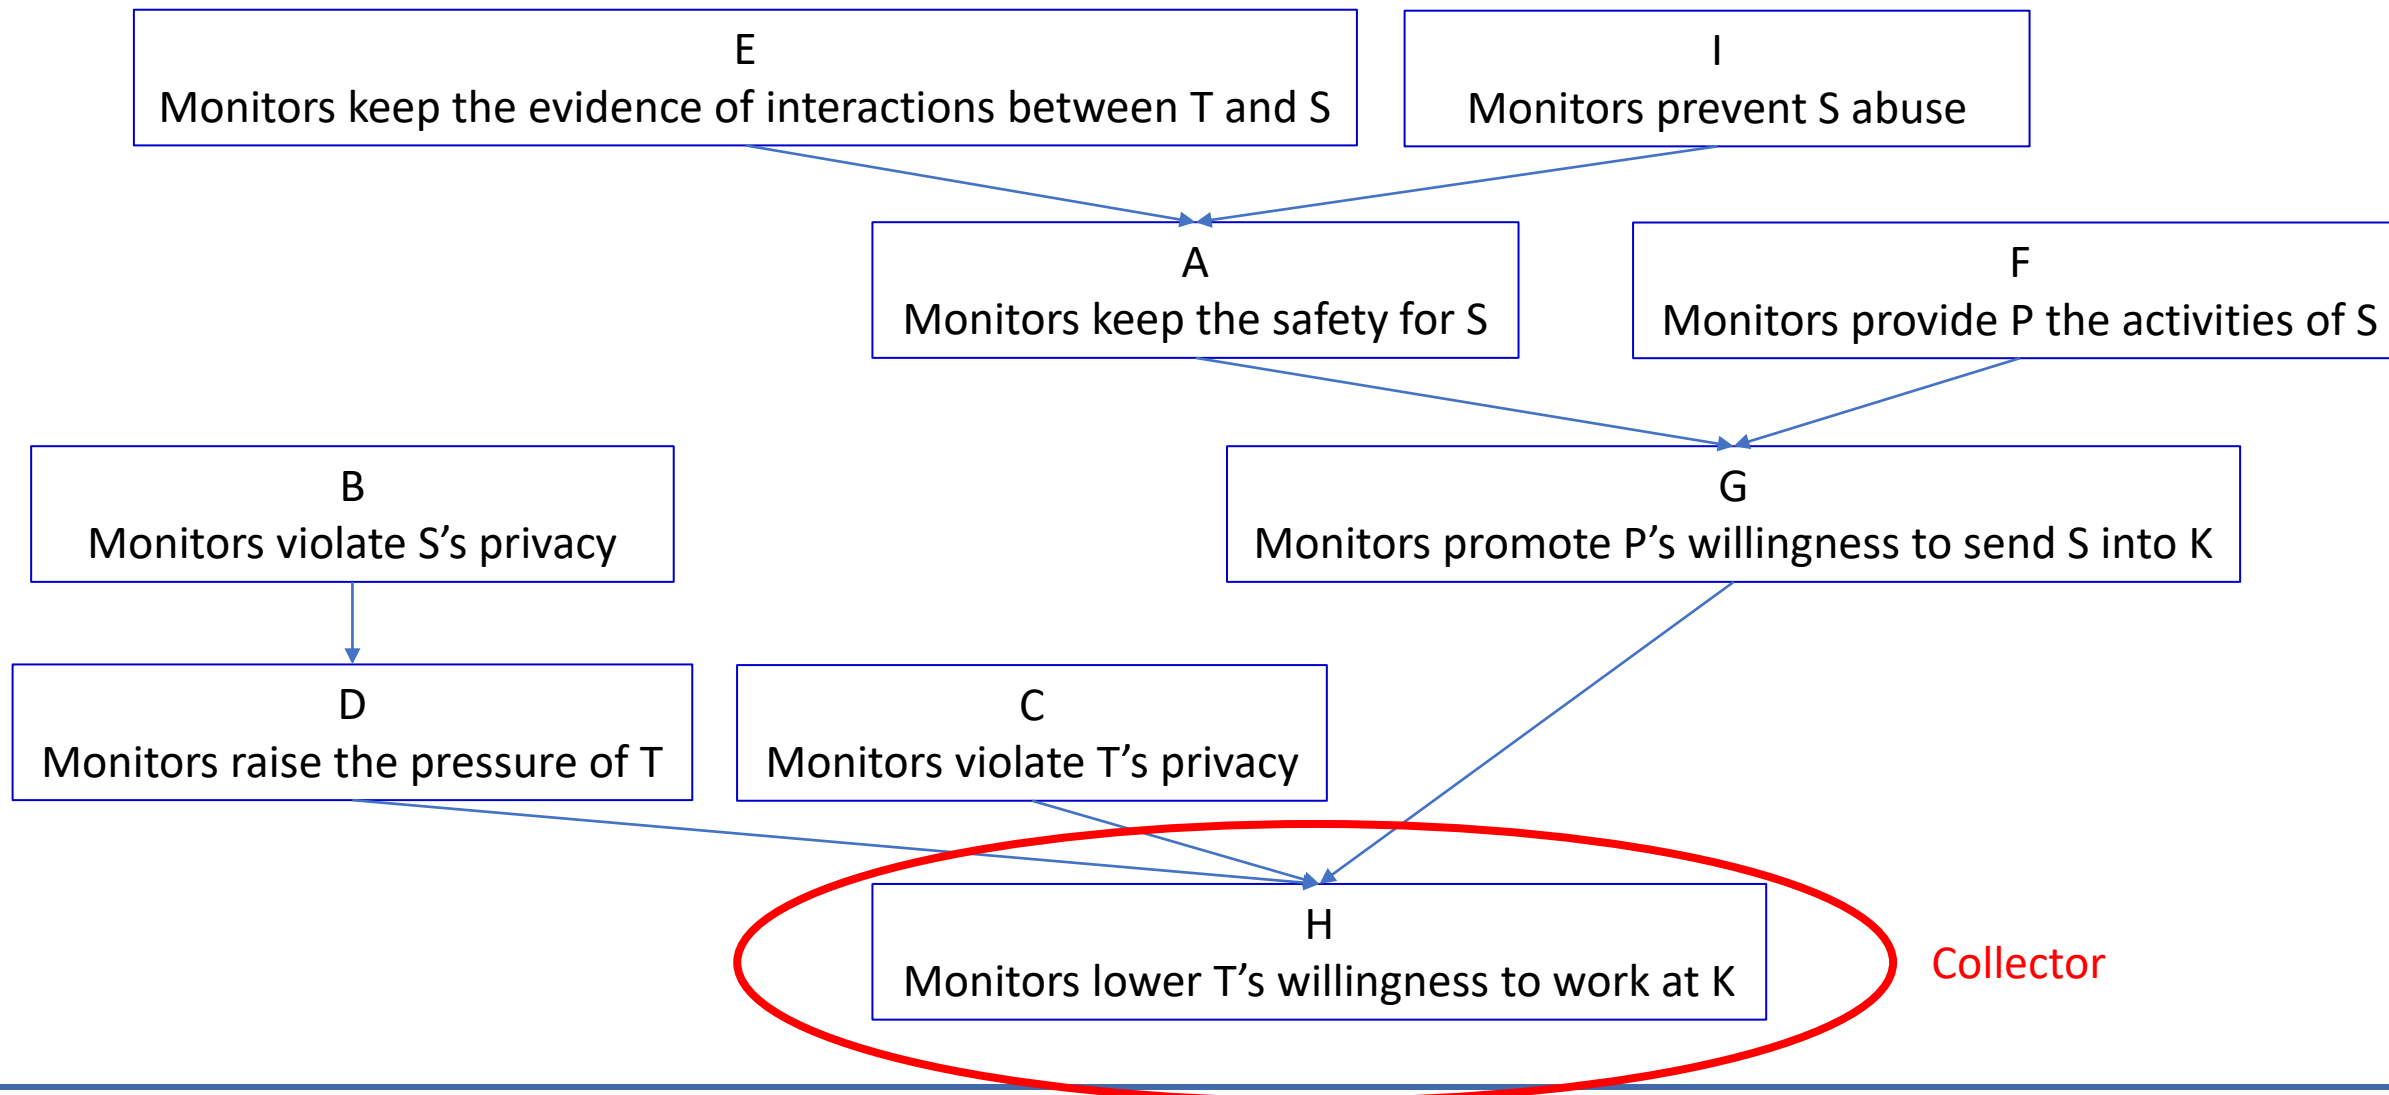 E
Monitors keep the evidence of interactions between T and S
I
Monitors prevent S abuse
A
Monitors keep the safety for S
F
Monitors provide P the activities of S
B
Monitors violate S’s privacy
G
Monitors promote P’s willingness to send S into K
D
Monitors raise the pressure of T
C
Monitors violate T’s privacy
H
Monitors lower T’s willingness to work at K
Collector